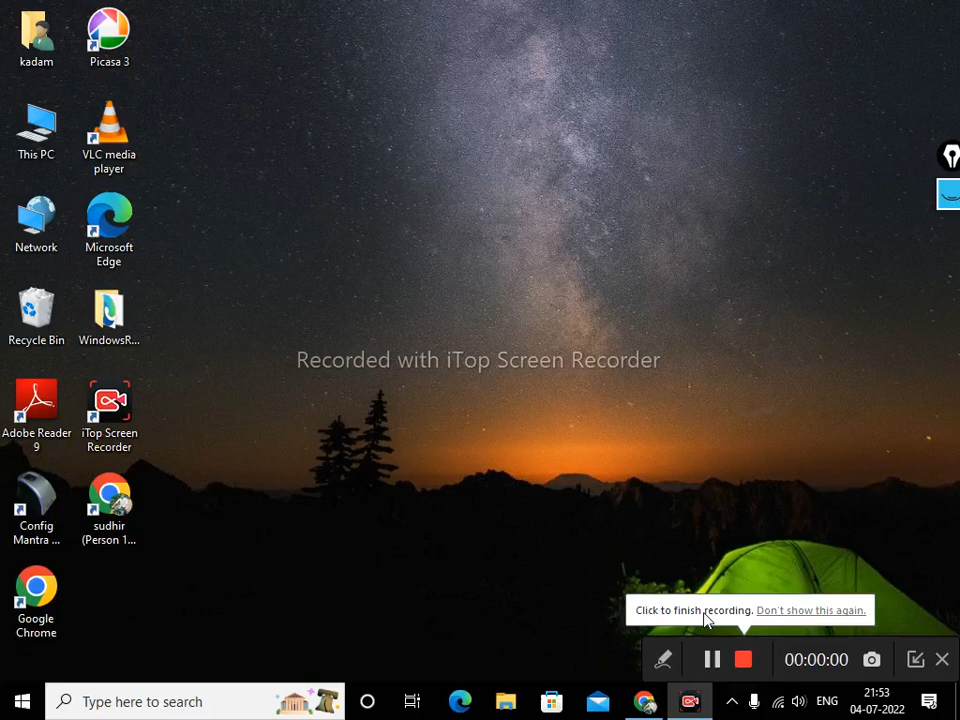 kadam
Picasa 3
This PC
VLC media
player
Network
Microsoft
Edge
Recycle Bin
WindowsR...
Recorded with iTop Screen Recorder
Adobe Reader
9
iTop Screen
Recorder
Config
Mantra ...
sudhir
(Person 1...
Google
Chrome
Click to finish recording. Don't show this again.
00:00:00
Type here to search
ENG
21:53
04-07-2022